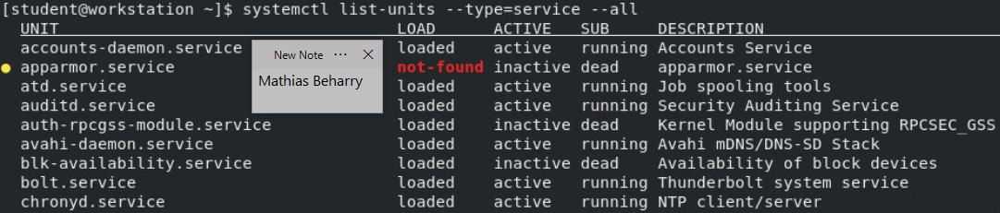 [student@workstation ~]$ systemctl list-units --type=service --all
UNIT LOAD ACTIVE SUB DESCRIPTION
accounts-daemon.service loaded active running Accounts Service
New Note ··· ×
apparmor.service not-found inactive dead apparmor.service
Mathias Beharry
atd.service loaded active running Job spooling tools
auditd.service loaded active running Security Auditing Service
auth-rpcgss-module.service loaded inactive dead Kernel Module supporting RPCSEC_GSS
avahi-daemon.service loaded active running Avahi mDNS/DNS-SD Stack
blk-availability.service loaded inactive dead Availability of block devices
bolt.service loaded active running Thunderbolt system service
chronyd.service loaded active running NTP client/server